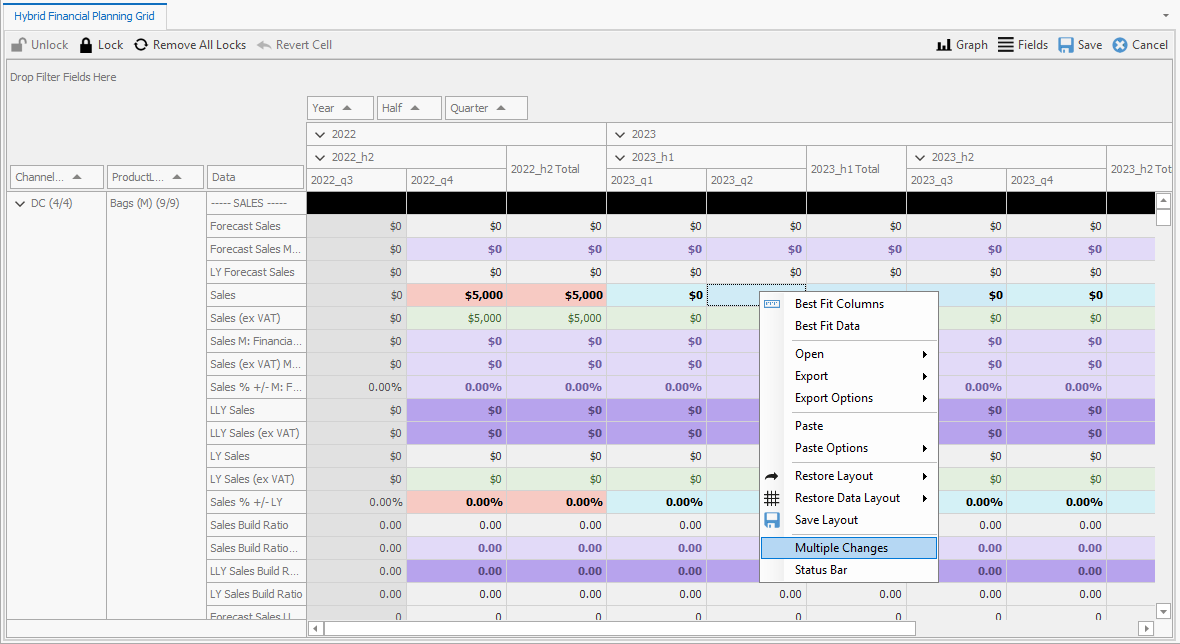 Hybrid Financial Planning Grid
Unlock Lock Remove All Locks Revert Cell Graph Fields Save Cancel
Drop Filter Fields Here
Year Half Quarter
2022 2023
2022_h2 2022_h2 Total 2023_h1 2023_h1 Total 2023_h2 2023_h2 Tot
Channel... ProductL... Data 2022_q3 2022_q4 2023_q1 2023_q2 2023_q3 2023_q4
DC (4/4) Bags (M) (9/9) ----- SALES -----
Forecast Sales $0 $0 $0 $0 $0 $0 $0 $0
Forecast Sales M... $0 $0 $0 $0 $0 $0 $0 $0
LY Forecast Sales $0 $0 $0 $0 $0 $0 $0 $0
Sales $0 $5,000 $5,000 $0 $0 $0
Sales (ex VAT) $0 $5,000 $5,000 $0 $0 $0
Sales M: Financia... $0 $0 $0 $0 $0 $0
Sales (ex VAT) M... $0 $0 $0 $0 $0 $0
Sales % +/- M: F... 0.00% 0.00% 0.00% 0.00% 0.00% 0.00%
LLY Sales $0 $0 $0 $0 $0 $0
LLY Sales (ex VAT) $0 $0 $0 $0 $0 $0
LY Sales $0 $0 $0 $0 $0 $0
LY Sales (ex VAT) $0 $0 $0 $0 $0 $0
Sales % +/- LY 0.00% 0.00% 0.00% 0.00% 0.00% 0.00%
Sales Build Ratio 0.00 0.00 0.00 0.00 0.00 0.00
Sales Build Ratio... 0.00 0.00 0.00 0.00 0.00 0.00
LLY Sales Build R... 0.00 0.00 0.00 0.00 0.00 0.00
LY Sales Build Ratio 0.00 0.00 0.00 0.00 0.00 0.00 0.00 0.00
Forecast Sales U... 0 0 0 0 0 0 0 0
Best Fit Columns
Best Fit Data
Open
Export
Export Options
Paste
Paste Options
Restore Layout
Restore Data Layout
Save Layout
Multiple Changes
Status Bar